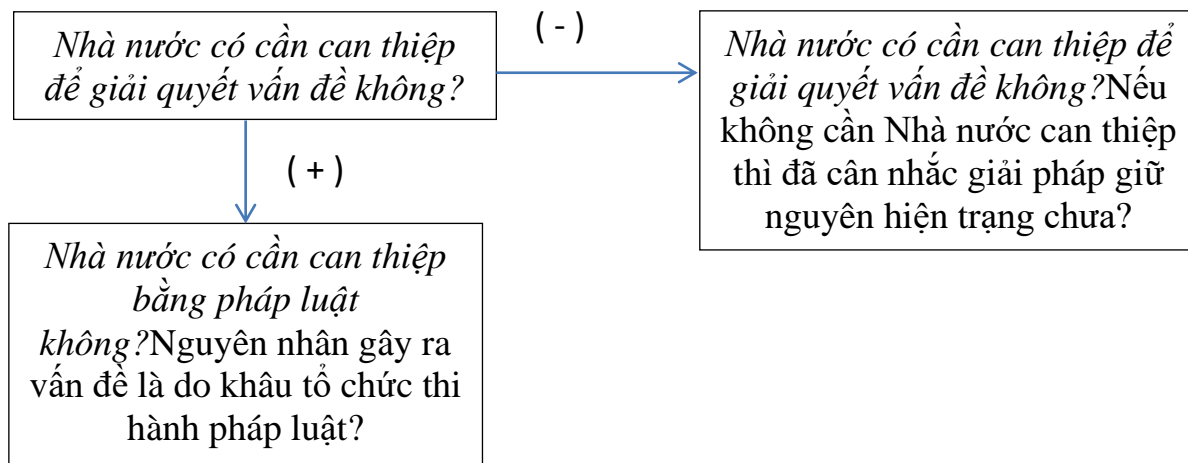 Nhà nước có cần can thiệp
để giải quyết vấn đề không?
( - )
Nhà nước có cần can thiệp để
giải quyết vấn đề không?Nếu
không cần Nhà nước can thiệp
thì đã cân nhắc giải pháp giữ
nguyên hiện trạng chưa?
( + )
Nhà nước có cần can thiệp
bằng pháp luật
không?Nguyên nhân gây ra
vấn đề là do khâu tổ chức thi
hành pháp luật?